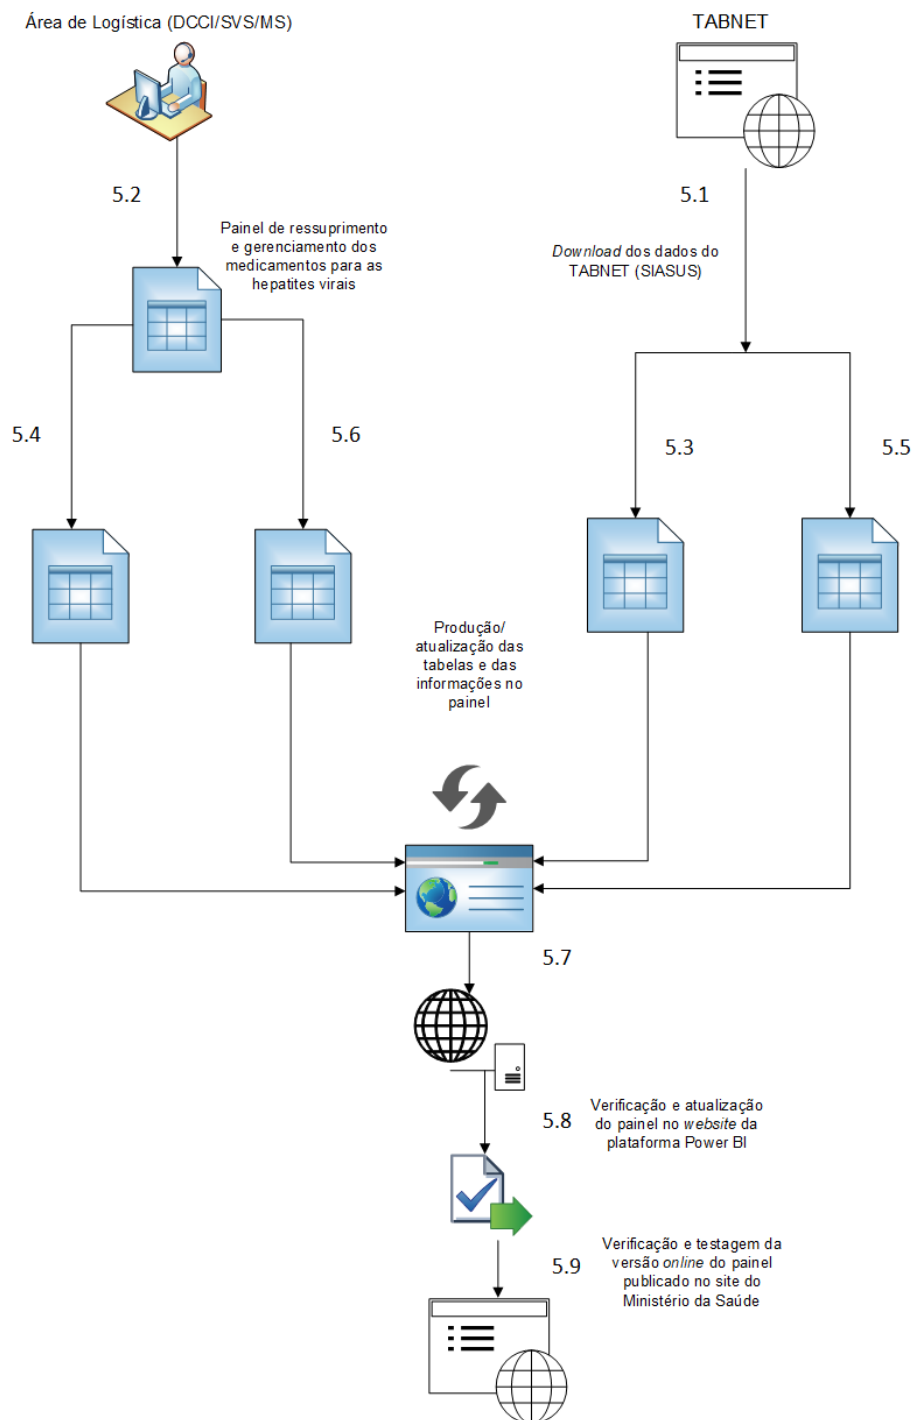 Área de Logística (DCCI/SVS/MS)
TABNET
5.2
5.1
Painel de ressuprimento
e gerenciamento dos
medicamentos para as
hepatites virais
Download dos dados do
TABNET (SIASUS)
5.4
5.6
5.3
5.5
Produção/
atualização das
tabelas e das
informações no
painel
5.7
5.8
Verificação e atualização
do painel no website da
plataforma Power BI
5.9
Verificação e testagem da
versão online do painel
publicado no site do
Ministério da Saúde